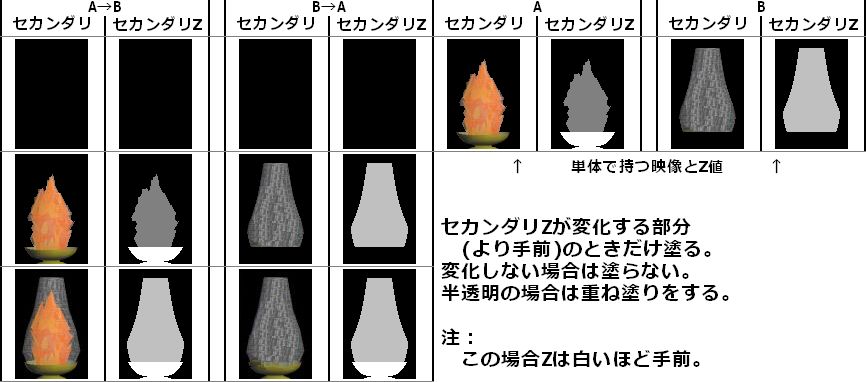 A→B
セカンダリ
セカンダリZ
B→A
セカンダリ
セカンダリZ
A
セカンダリ
セカンダリZ
B
セカンダリ
セカンダリZ
↑ 単体で持つ映像とZ値 ↑
セカンダリZが変化する部分
(より手前)のときだけ塗る。
変化しない場合は塗らない。
半透明の場合は重ね塗りをする。
注：
この場合Zは白いほど手前。